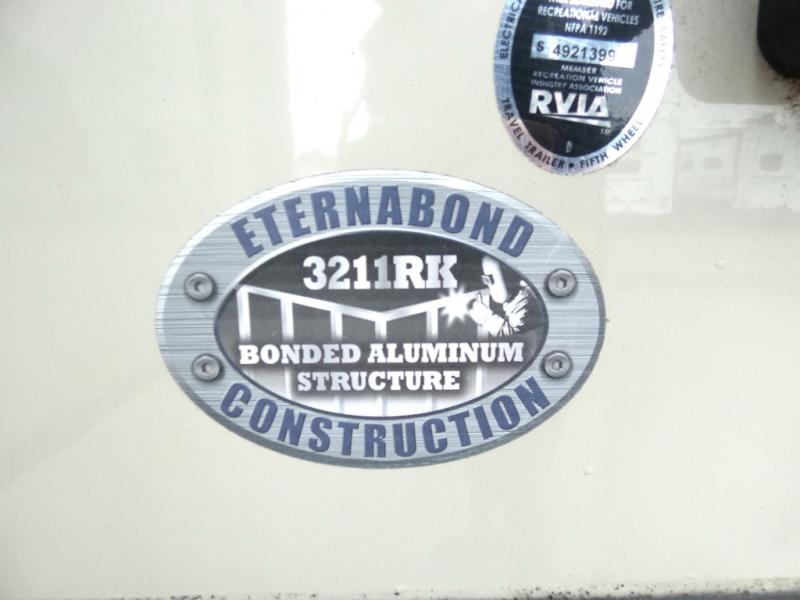 RECREATIONAL VEHICLES
NFPA 1192
S 4921399
MEMBER
RECREATION VEHICLE
INDUSTRY ASSOCIATION
RVIA
D
TRAVEL TRAILER • FIFTH WHEEL
ETERNABOND
3211RK
BONDED ALUMINUM
STRUCTURE
CONSTRUCTION